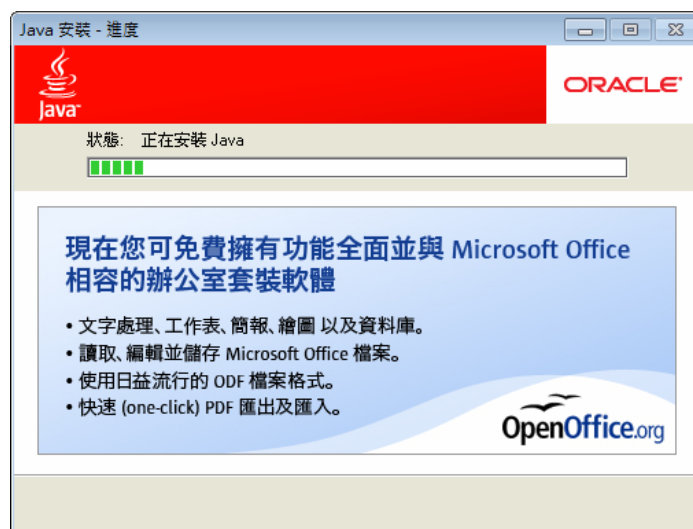 Java 安裝 - 進度
Java
ORACLE
狀態: 正在安裝 Java
現在您可免費擁有功能全面並與 Microsoft Office
相容的辦公室套裝軟體
• 文字處理、工作表、簡報、繪圖 以及資料庫。
• 讀取、編輯並儲存 Microsoft Office 檔案。
• 使用日益流行的 ODF 檔案格式。
• 快速 (one-click) PDF 匯出及匯入。
OpenOffice.org